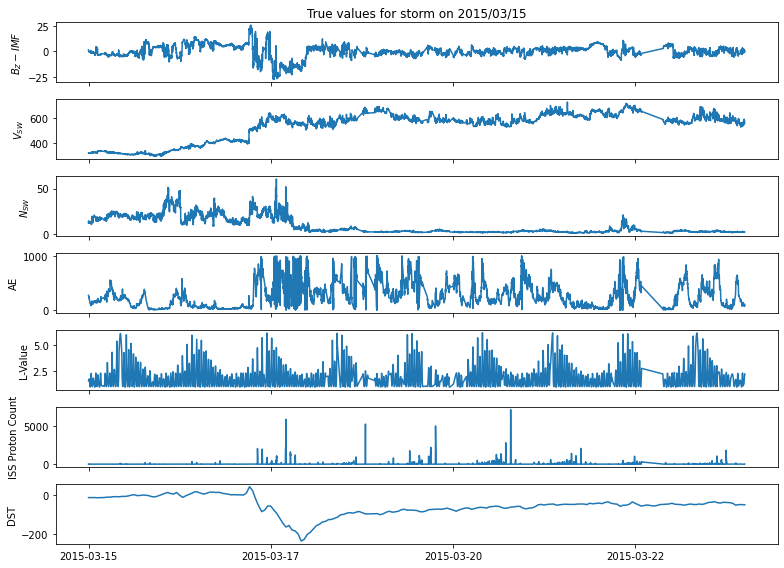 True values for storm on 2015/03/15
B_Z − IMF
25
0
−25
V_SW
600
400
N_SW
50
0
AE
1000
0
L-Value
5.0
2.5
ISS Proton Count
5000
0
DST
0
−200
2015-03-15 2015-03-17 2015-03-20 2015-03-22